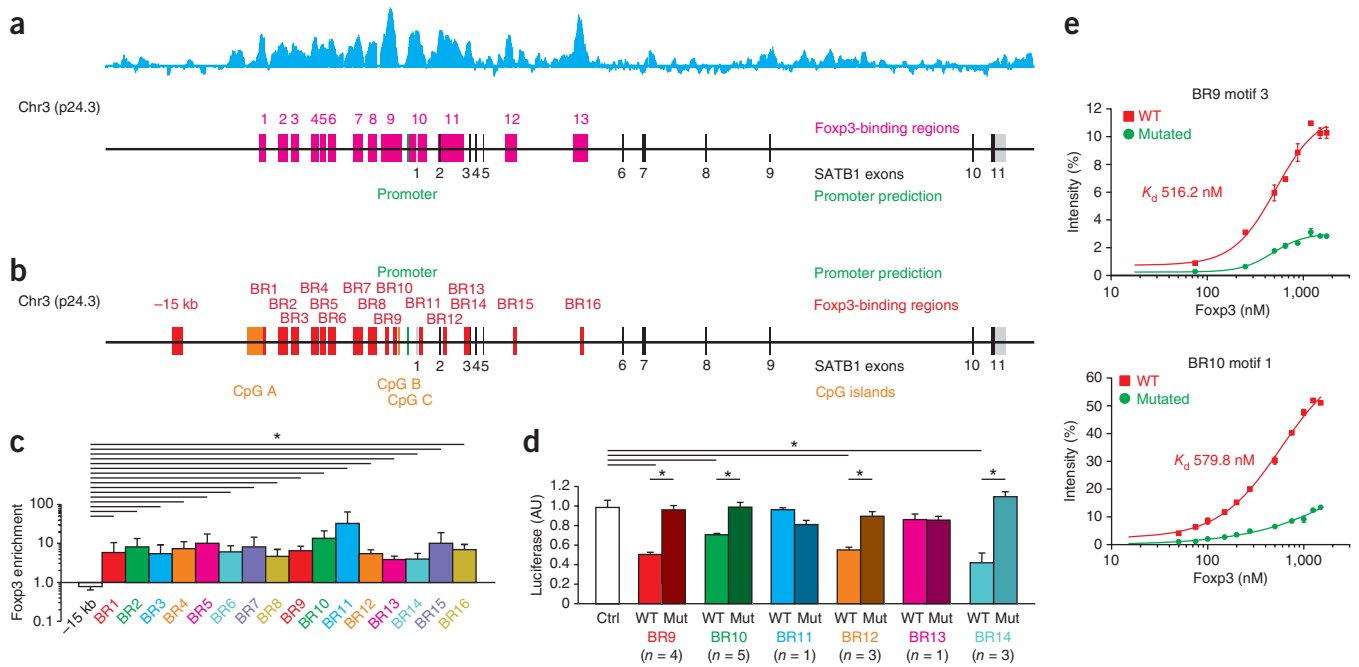 a
Chr3 (p24.3)
1 2 3 4 5 6 7 8 9 10 11 12 13
Foxp3-binding regions
1 2 3 4 5 6 7 8 9 10 11
SATB1 exons
Promoter
Promoter prediction
b
Promoter
Promoter prediction
Chr3 (p24.3)
–15 kb
BR1
BR2
BR3
BR4
BR5
BR6
BR7
BR8
BR9
BR10
BR11
BR12
BR13
BR14
BR15
BR16
Foxp3-binding regions
1 2 3 4 5 6 7 8 9 10 11
SATB1 exons
CpG A
CpG B
CpG C
CpG islands
c
*
Foxp3 enrichment
100
10
1.0
0.1
–15 kb
BR1
BR2
BR3
BR4
BR5
BR6
BR7
BR8
BR9
BR10
BR11
BR12
BR13
BR14
BR15
BR16
d
*
* * * *
Luciferase (AU)
1.2
1.0
0.8
0.6
0.4
0.2
0
Ctrl WT Mut WT Mut WT Mut WT Mut WT Mut WT Mut
BR9 BR10 BR11 BR12 BR13 BR14
(n = 4) (n = 5) (n = 1) (n = 3) (n = 1) (n = 3)
e
BR9 motif 3
WT
Mutated
Kd 516.2 nM
Intensity (%)
12
10
8
6
4
2
0
10 100 1,000
Foxp3 (nM)
BR10 motif 1
WT
Mutated
Kd 579.8 nM
Intensity (%)
60
50
40
30
20
10
0
10 100 1,000
Foxp3 (nM)